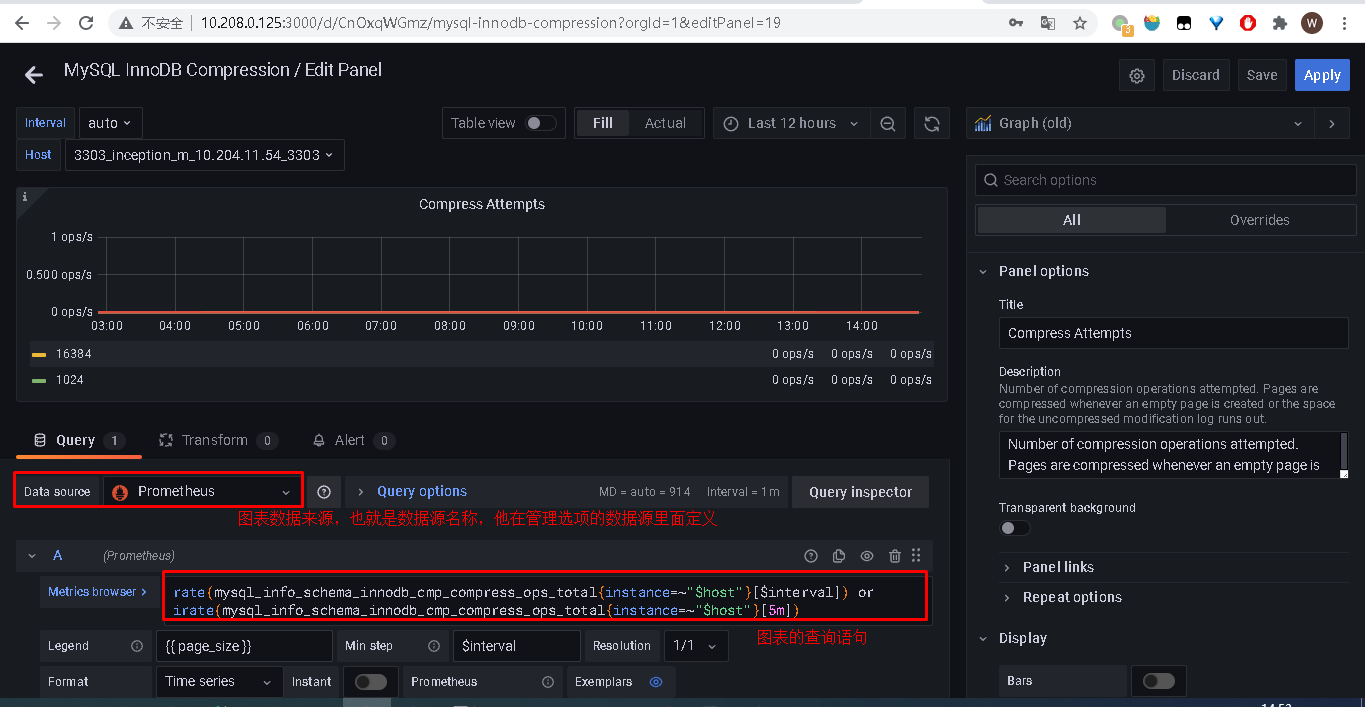 不安全
10.208.0.125:3000/d/CnOxqWGmz/mysql-innodb-compression?orgId=1&editPanel=19
3
W
MySQL InnoDB Compression / Edit Panel
Discard
Save
Apply
Interval
auto
Table view
Fill
Actual
Last 12 hours
Graph (old)
Host
3303_inception_m_10.204.11.54_3303
Search options
i
Compress Attempts
All
Overrides
1 ops/s
0.500 ops/s
0 ops/s
03:00 04:00 05:00 06:00 07:00 08:00 09:00 10:00 11:00 12:00 13:00 14:00
16384 0 ops/s 0 ops/s 0 ops/s
1024 0 ops/s 0 ops/s 0 ops/s
Panel options
Title
Compress Attempts
Description
Number of compression operations attempted. Pages are
compressed whenever an empty page is created or the space
for the uncompressed modification log runs out.
Number of compression operations attempted.
Pages are compressed whenever an empty page is
Transparent background
Panel links
Repeat options
Display
Bars
Query 1
Transform 0
Alert 0
Data source
Prometheus
Query options
MD = auto = 914
Interval = 1m
Query inspector
图表数据来源，也就是数据源名称，他在管理选项的数据源里面定义
A
(Prometheus)
Metrics browser >
rate(mysql_info_schema_innodb_cmp_compress_ops_total{instance=~"$host"}[$interval]) or
irate(mysql_info_schema_innodb_cmp_compress_ops_total{instance=~"$host"}[5m])
图表的查询语句
Legend
{{page_size}}
Min step
$interval
Resolution
1/1
Format
Time series
Instant
Prometheus
Exemplars